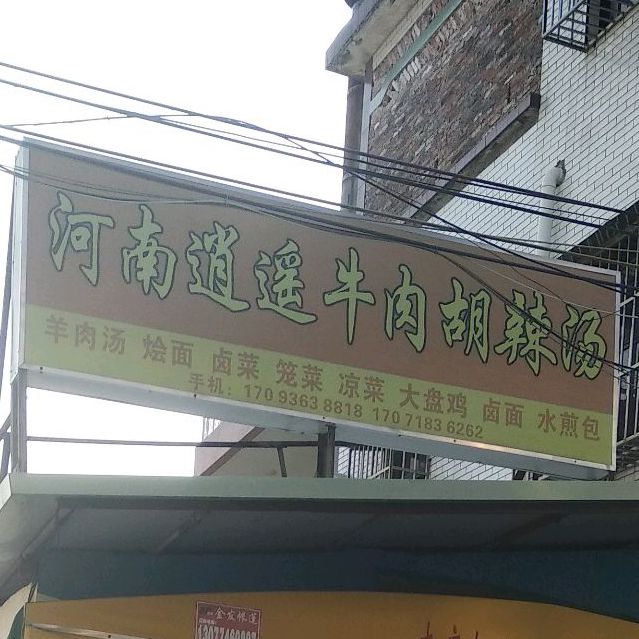 河南逍遥牛肉胡辣汤
羊肉汤 烩面 卤菜 笼菜 凉菜 大盘鸡 卤面 水煎包
手机：170 9363 8818 170 7183 6262